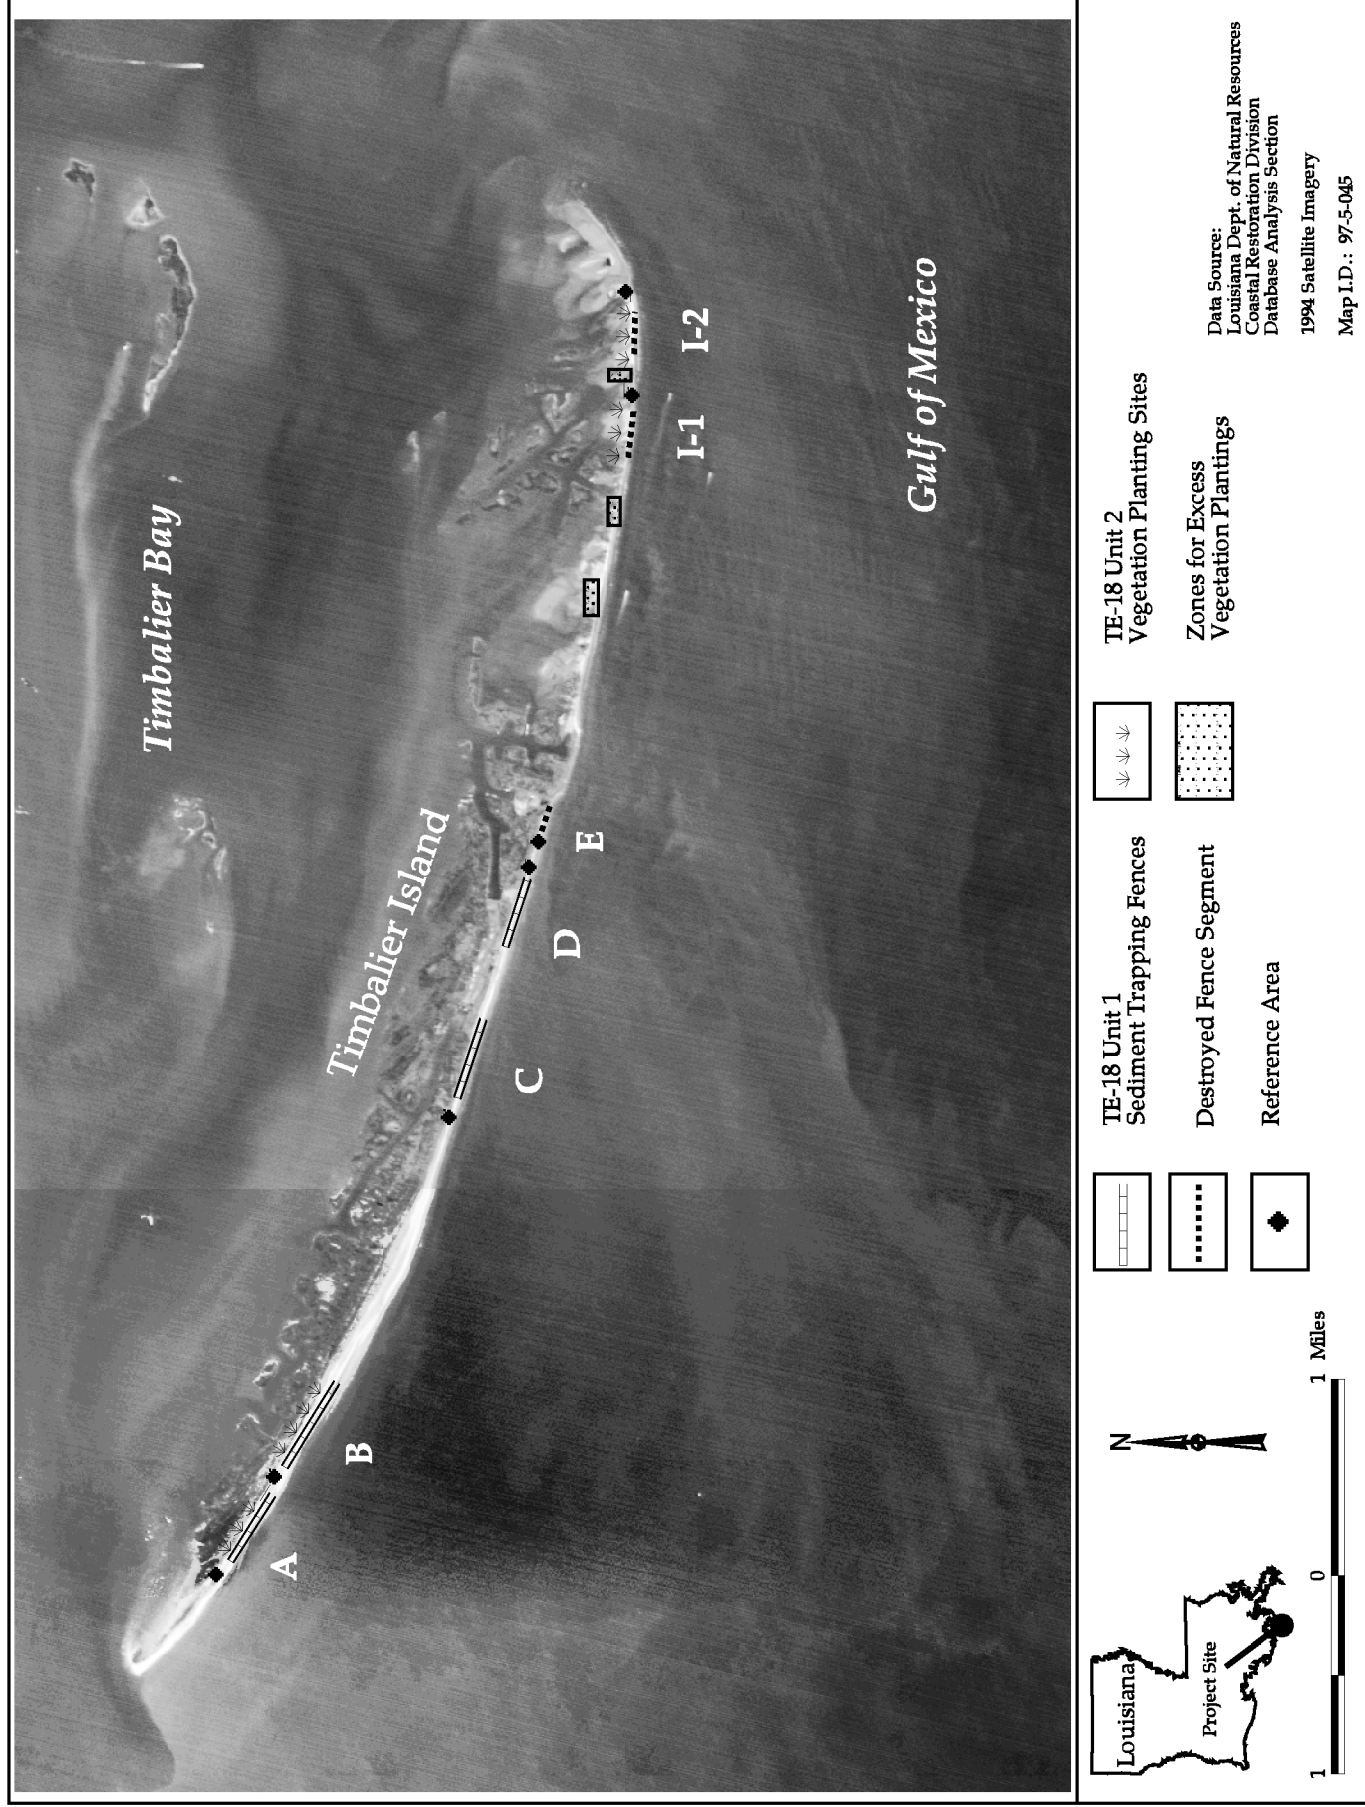 Timbalier Bay
Timbalier Island
Gulf of Mexico
A
B
C
D
E
I-1
I-2
Louisiana
Project Site
N
1 0 1 Miles
TE-18 Unit 1
Sediment Trapping Fences
Destroyed Fence Segment
Reference Area
TE-18 Unit 2
Vegetation Planting Sites
Zones for Excess
Vegetation Plantings
Data Source:
Louisiana Dept. of Natural Resources
Coastal Restoration Division
Database Analysis Section
1994 Satellite Imagery
Map I.D.: 97-5-045